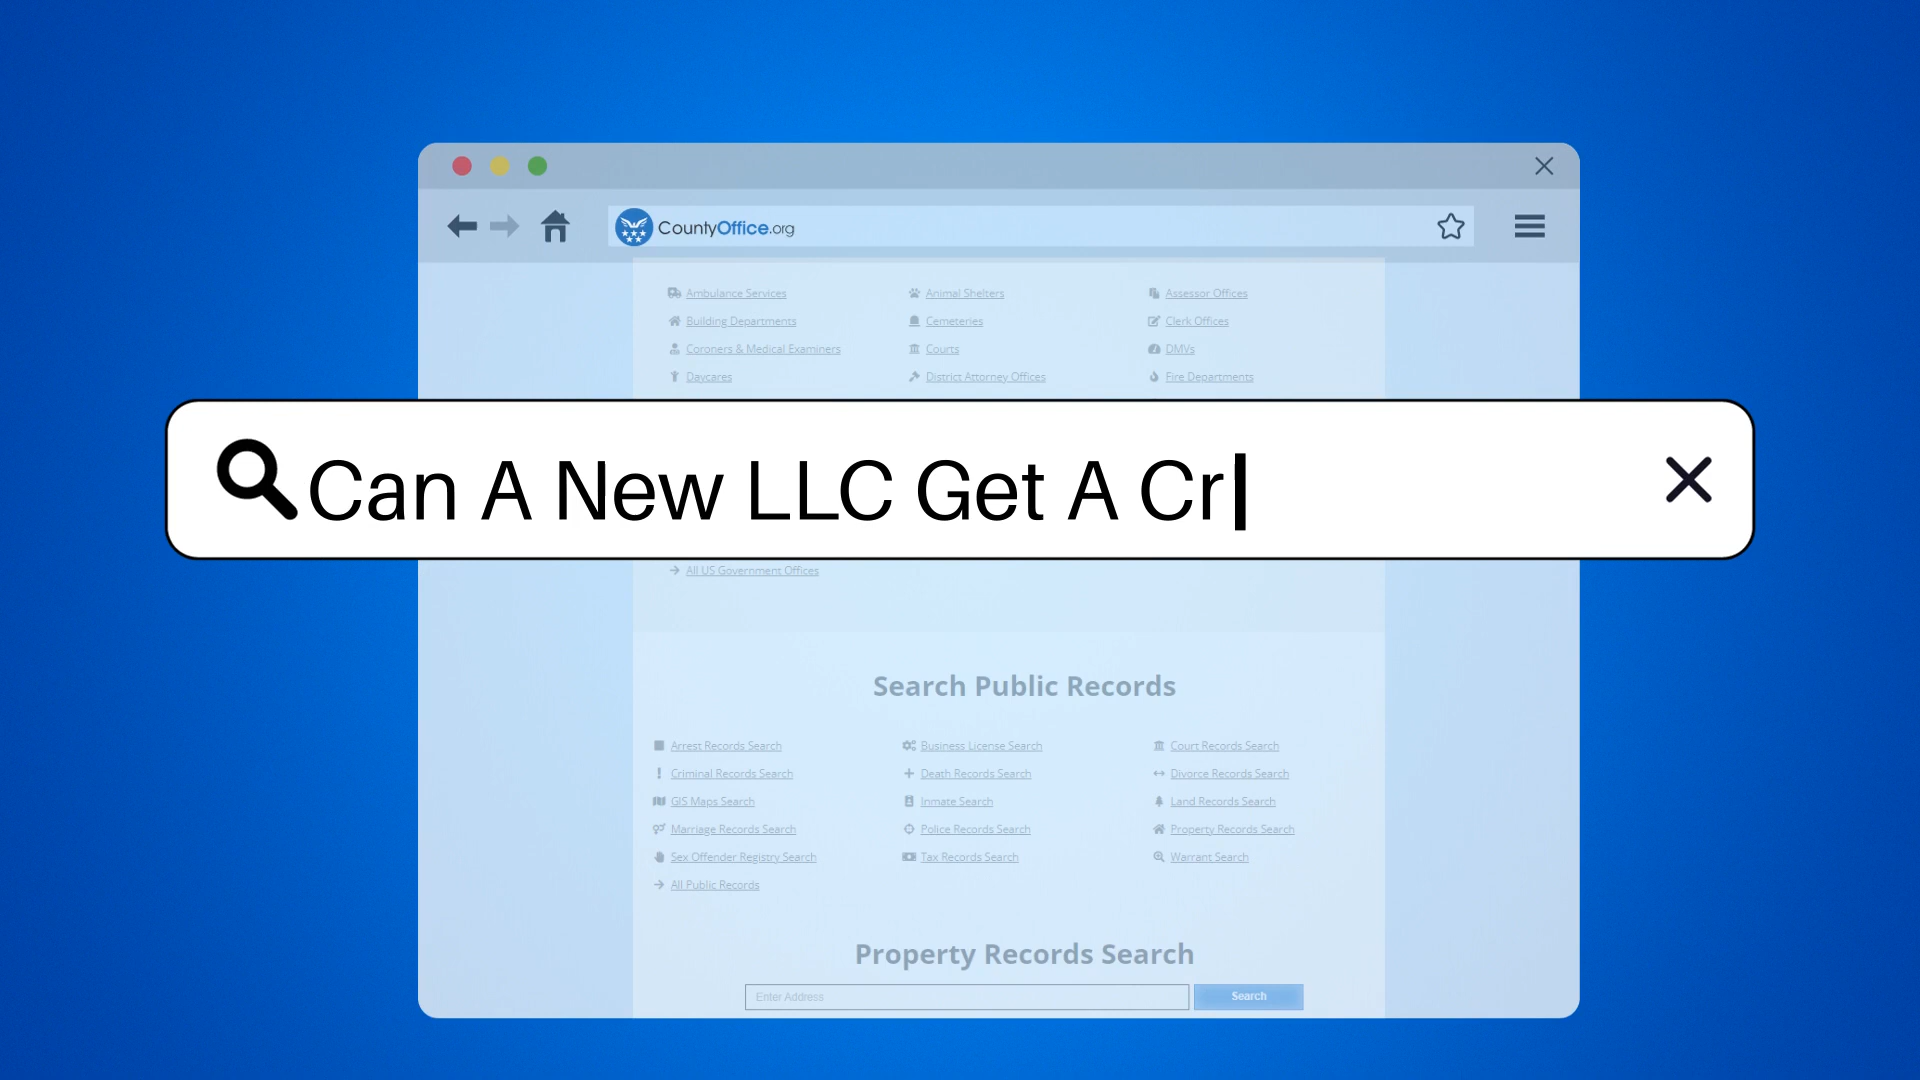 CountyOffice.org
Ambulance Services Animal Shelters Assessor Offices
Building Departments Cemeteries Clerk Offices
Coroners & Medical Examiners Courts DMVs
Daycares District Attorney Offices Fire Departments
Can A New LLC Get A Cr
All US Government Offices
Search Public Records
Arrest Records Search Business License Search Court Records Search
Criminal Records Search Death Records Search Divorce Records Search
GIS Maps Search Inmate Search Land Records Search
Marriage Records Search Police Records Search Property Records Search
Sex Offender Registry Search Tax Records Search Warrant Search
All Public Records
Property Records Search
Enter Address Search